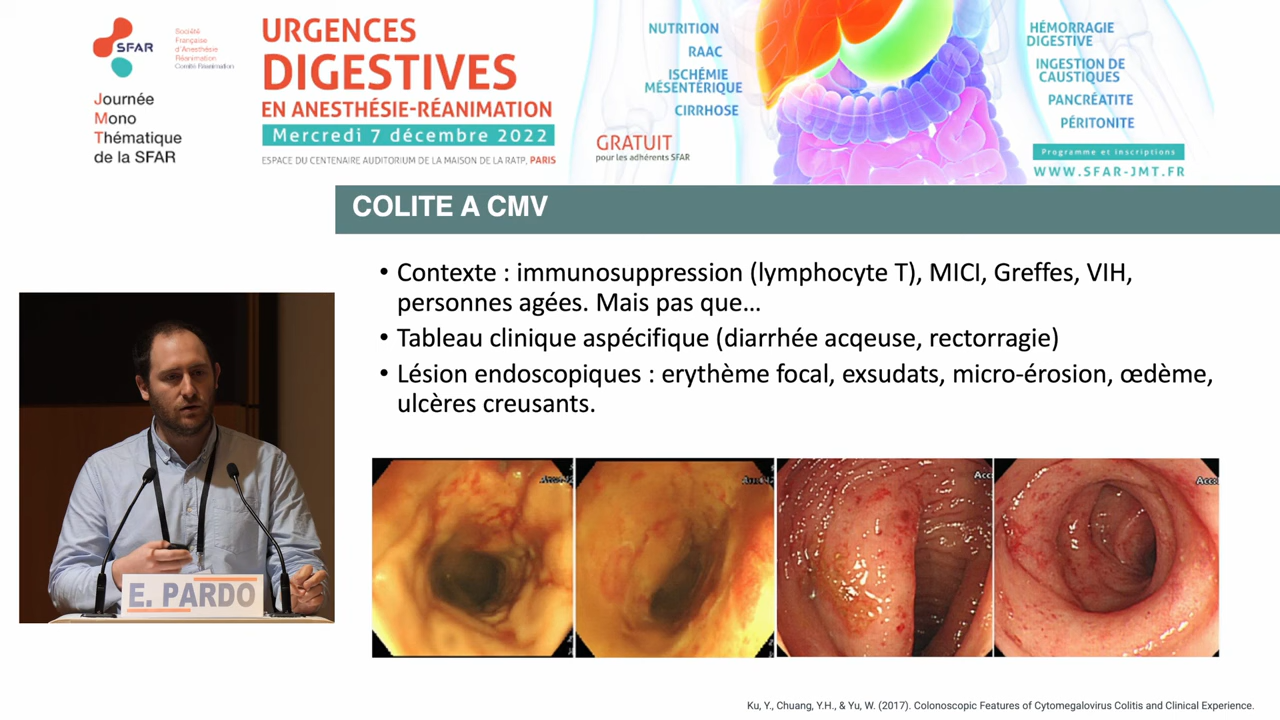 SFAR
Société
Française
d'Anesthésie
Réanimation
Comité Réanimation
Journée
Mono
Thématique
de la SFAR
URGENCES
DIGESTIVES
EN ANESTHÉSIE-RÉANIMATION
Mercredi 7 décembre 2022
ESPACE DU CENTENAIRE AUDITORIUM DE LA MAISON DE LA RATP, PARIS
NUTRITION
RAAC
ISCHÉMIE
MÉSENTÉRIQUE
CIRRHOSE
GRATUIT
pour les adhérents SFAR
HÉMORRAGIE
DIGESTIVE
INGESTION DE
CAUSTIQUES
PANCRÉATITE
PÉRITONITE
Programme et inscriptions
WWW.SFAR-JMT.FR
COLITE A CMV
• Contexte : immunosuppression (lymphocyte T), MICI, Greffes, VIH,
personnes agées. Mais pas que…
• Tableau clinique aspécifique (diarrhée acqeuse, rectorragie)
• Lésion endoscopiques : erythème focal, exsudats, micro-érosion, œdème,
ulcères creusants.
E. PARDO
Acc
Acc
Ku, Y., Chuang, Y.H., & Yu, W. (2017). Colonoscopic Features of Cytomegalovirus Colitis and Clinical Experience.